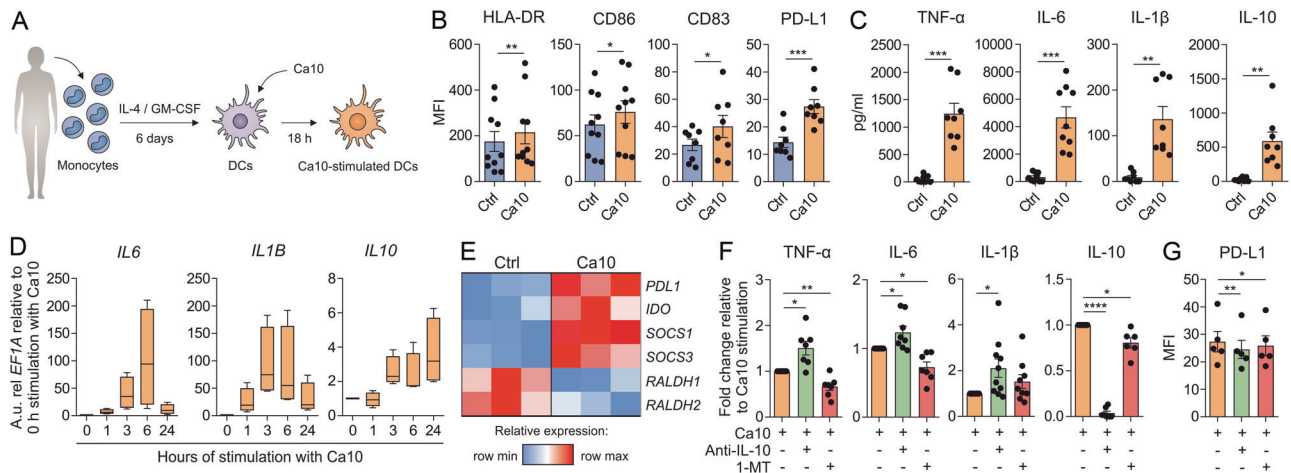 A
Ca10
IL-4 / GM-CSF
6 days
18 h
Monocytes
DCs
Ca10-stimulated DCs
B
HLA-DR
CD86
CD83
PD-L1
MFI
600
400
200
0
**
Ctrl
Ca10
150
100
50
0
*
Ctrl
Ca10
80
60
40
20
0
*
Ctrl
Ca10
50
40
30
20
10
0
***
Ctrl
Ca10
C
TNF-α
IL-6
IL-1β
IL-10
pg/ml
2500
2000
1500
1000
500
0
***
Ctrl
Ca10
10000
8000
6000
4000
2000
0
***
Ctrl
Ca10
300
200
100
0
**
Ctrl
Ca10
2000
1500
1000
500
0
**
Ctrl
Ca10
D
IL6
IL1B
IL10
A.u. rel EF1A relative to
0 h stimulation with Ca10
250
200
150
100
50
0
0 1 3 6 24
250
200
150
100
50
0
0 1 3 6 24
10
8
6
4
2
0
0 1 3 6 24
Hours of stimulation with Ca10
E
Ctrl
Ca10
PDL1
IDO
SOCS1
SOCS3
RALDH1
RALDH2
Relative expression:
row min
row max
F
TNF-α
IL-6
IL-1β
IL-10
Fold change relative
to Ca10 stimulation
3
2
1
0
**
*
3
2
1
0
*
*
6
4
2
0
*
1.5
1.0
0.5
0.0
*
****
Ca10 + + + + + + + + + + + +
Anti-IL-10 - + - - + - - + - - + -
1-MT - - + - - + - - + - - +
G
PD-L1
MFI
50
40
30
20
10
0
*
**
+ + +
- + -
- - +